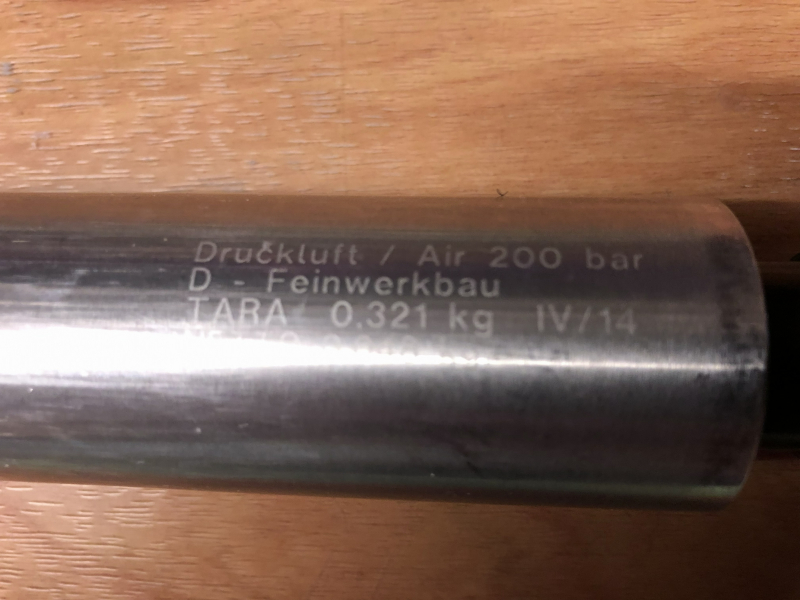 Druckluft / Air 200 bar
D - Feinwerkbau
TARA 0,321 kg IV/14